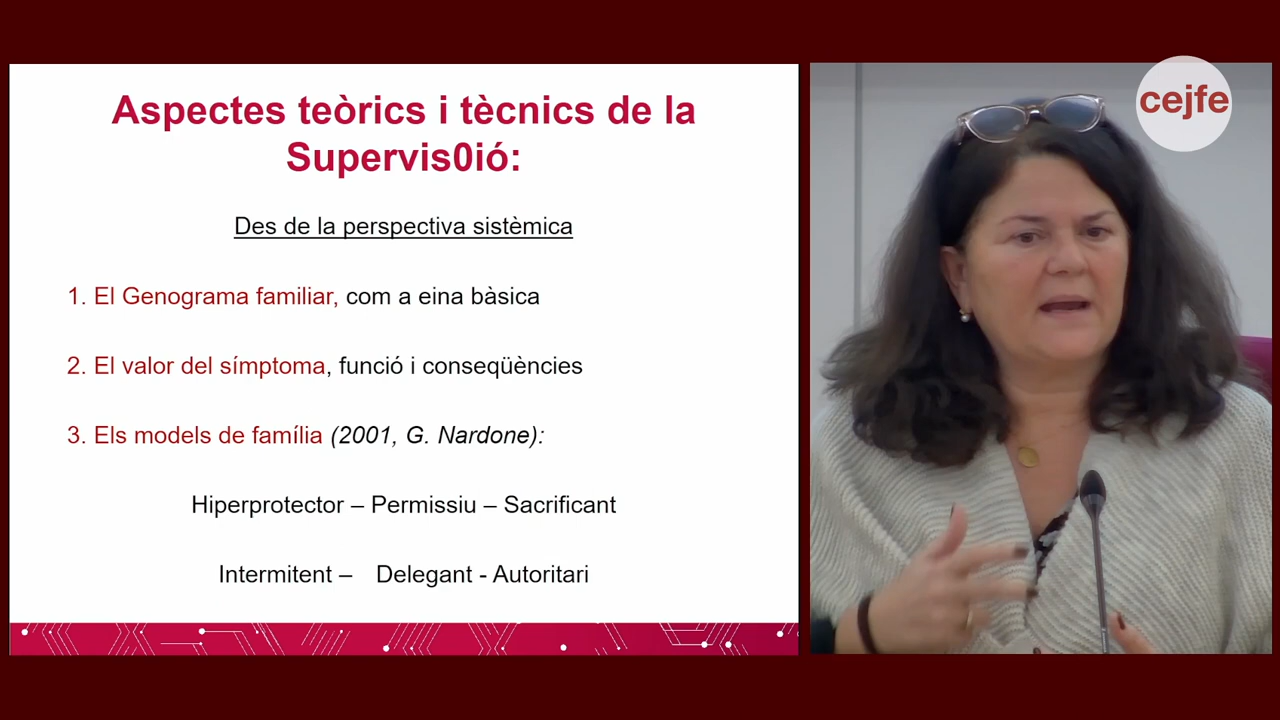 Aspectes teòrics i tècnics de la
Supervis0ió:
Des de la perspectiva sistèmica
1. El Genograma familiar, com a eina bàsica
2. El valor del símptoma, funció i conseqüències
3. Els models de família (2001, G. Nardone):
Hiperprotector – Permissiu – Sacrificant
Intermitent – Delegant - Autoritari
cejfe